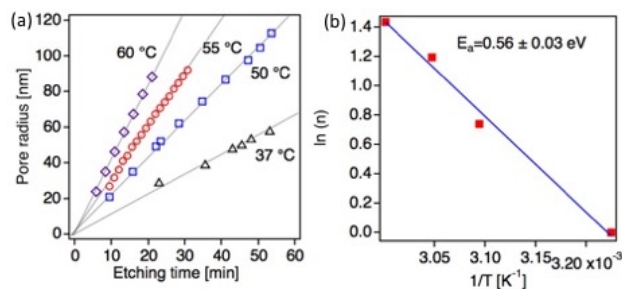 (a)
120
100
80
60
40
20
0
Pore radius [nm]
60 °C
55 °C
50 °C
37 °C
0 10 20 30 40 50 60
Etching time [min]
(b)
1.4
1.2
1.0
0.8
0.6
0.4
0.2
0.0
ln (n)
Eₐ=0.56 ± 0.03 eV
3.05 3.10 3.15 3.20 ×10⁻³
1/T [K⁻¹]